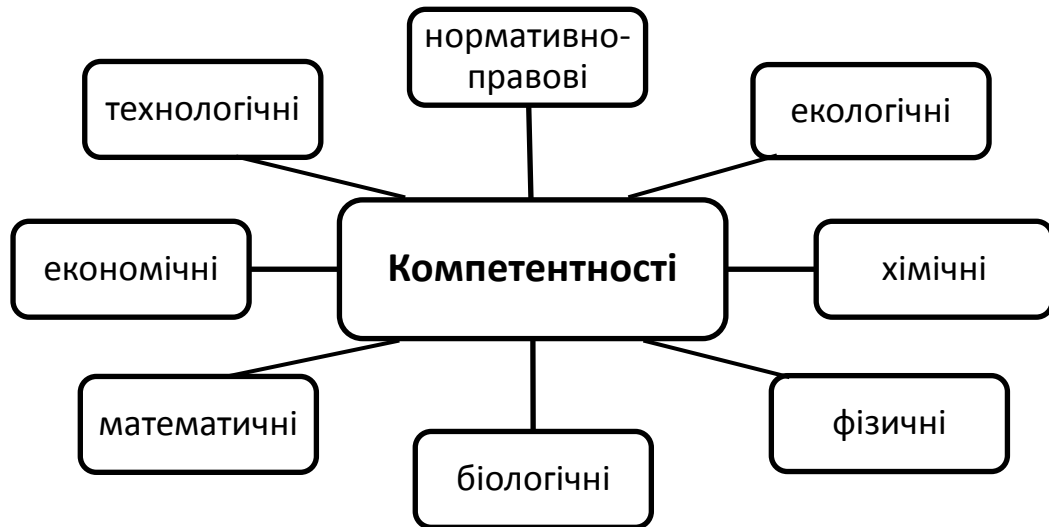 нормативно-
правові
технологічні
екологічні
економічні
Компетентності
хімічні
математичні
фізичні
біологічні